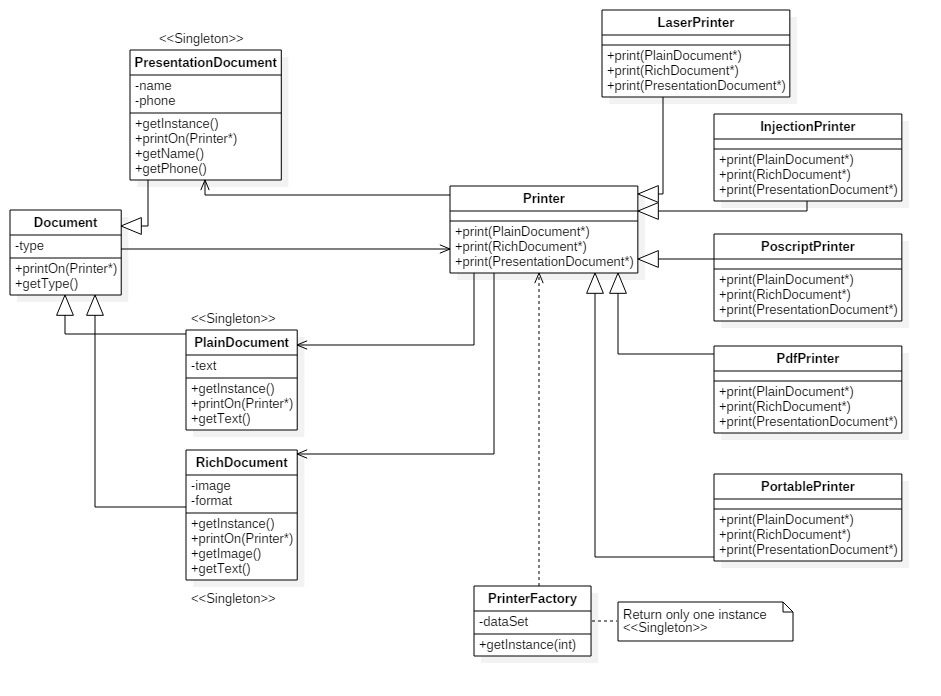 <<Singleton>>
PresentationDocument
-name
-phone
+getInstance()
+printOn(Printer*)
+getName()
+getPhone()
Document
-type
+printOn(Printer*)
+getType()
<<Singleton>>
PlainDocument
-text
+getInstance()
+printOn(Printer*)
+getText()
RichDocument
-image
-format
+getInstance()
+printOn(Printer*)
+getImage()
+getText()
<<Singleton>>
Printer
+print(PlainDocument*)
+print(RichDocument*)
+print(PresentationDocument*)
LaserPrinter
+print(PlainDocument*)
+print(RichDocument*)
+print(PresentationDocument*)
InjectionPrinter
+print(PlainDocument*)
+print(RichDocument*)
+print(PresentationDocument*)
PoscriptPrinter
+print(PlainDocument*)
+print(RichDocument*)
+print(PresentationDocument*)
PdfPrinter
+print(PlainDocument*)
+print(RichDocument*)
+print(PresentationDocument*)
PortablePrinter
+print(PlainDocument*)
+print(RichDocument*)
+print(PresentationDocument*)
PrinterFactory
-dataSet
+getInstance(int)
Return only one instance
<<Singleton>>